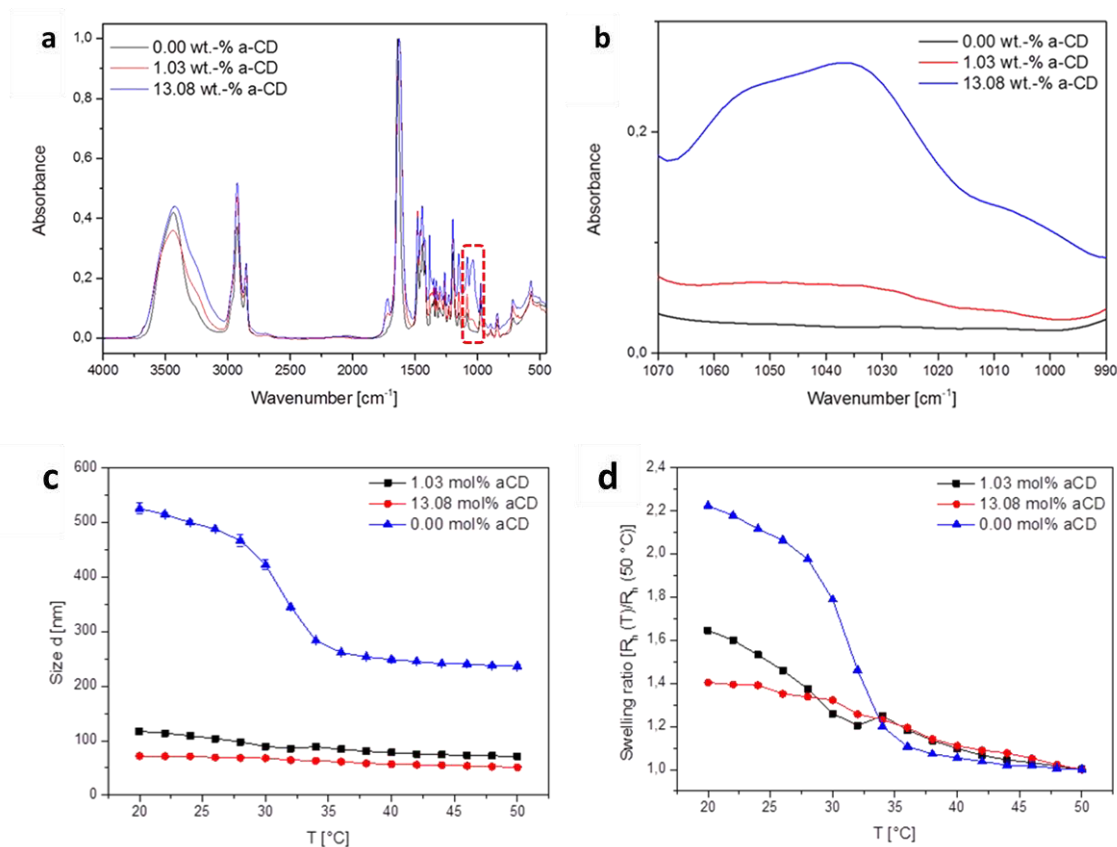 a
0.00 wt.-% a-CD
1.03 wt.-% a-CD
13.08 wt.-% a-CD
1,0
0,8
0,6
0,4
0,2
0,0
Absorbance
4000 3500 3000 2500 2000 1500 1000 500
Wavenumber [cm-1]
b
0.00 wt.-% a-CD
1.03 wt.-% a-CD
13.08 wt.-% a-CD
0,2
0,0
Absorbance
1070 1060 1050 1040 1030 1020 1010 1000 990
Wavenumber [cm-1]
c
1.03 mol% aCD
13.08 mol% aCD
0.00 mol% aCD
600
500
400
300
200
100
0
Size d [nm]
20 25 30 35 40 45 50
T [°C]
d
1.03 mol% aCD
13.08 mol% aCD
0.00 mol% aCD
2,4
2,2
2,0
1,8
1,6
1,4
1,2
1,0
Swelling ratio [Rh (T)/Rh (50 °C)]
20 25 30 35 40 45 50
T [°C]